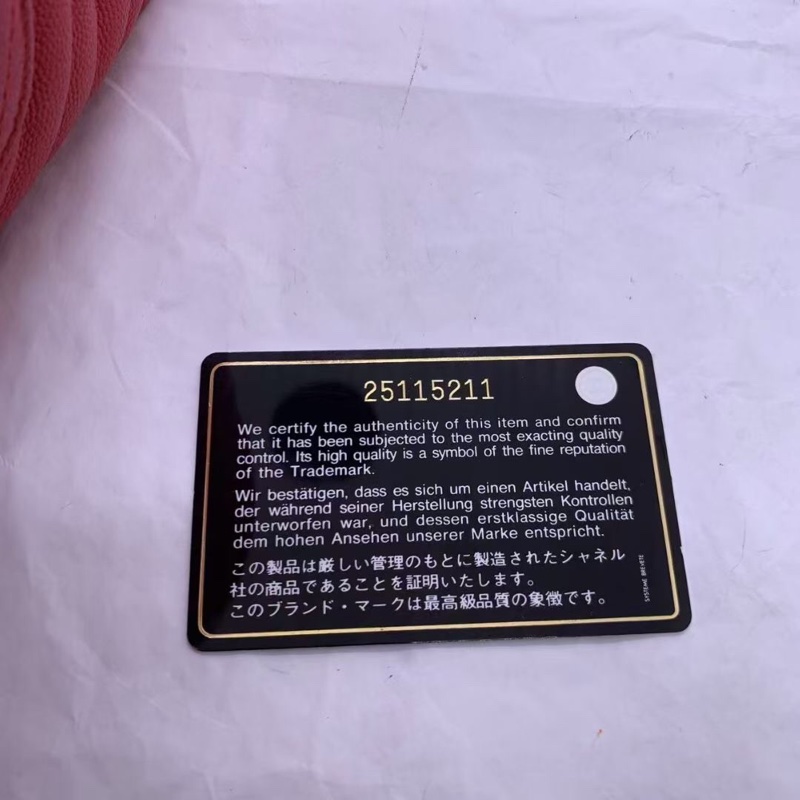 25115211
We certify the authenticity of this item and confirm
that it has been subjected to the most exacting quality
control. Its high quality is a symbol of the fine reputation
of the Trademark.
Wir bestätigen, dass es sich um einen Artikel handelt,
der während seiner Herstellung strengsten Kontrollen
unterworfen war, und dessen erstklassige Qualität
dem hohen Ansehen unserer Marke entspricht.
この製品は厳しい管理のもとに製造されたシャネル
社の商品であることを証明いたします。
このブランド・マークは最高級品質の象徴です。
SYSTEME BREVETE